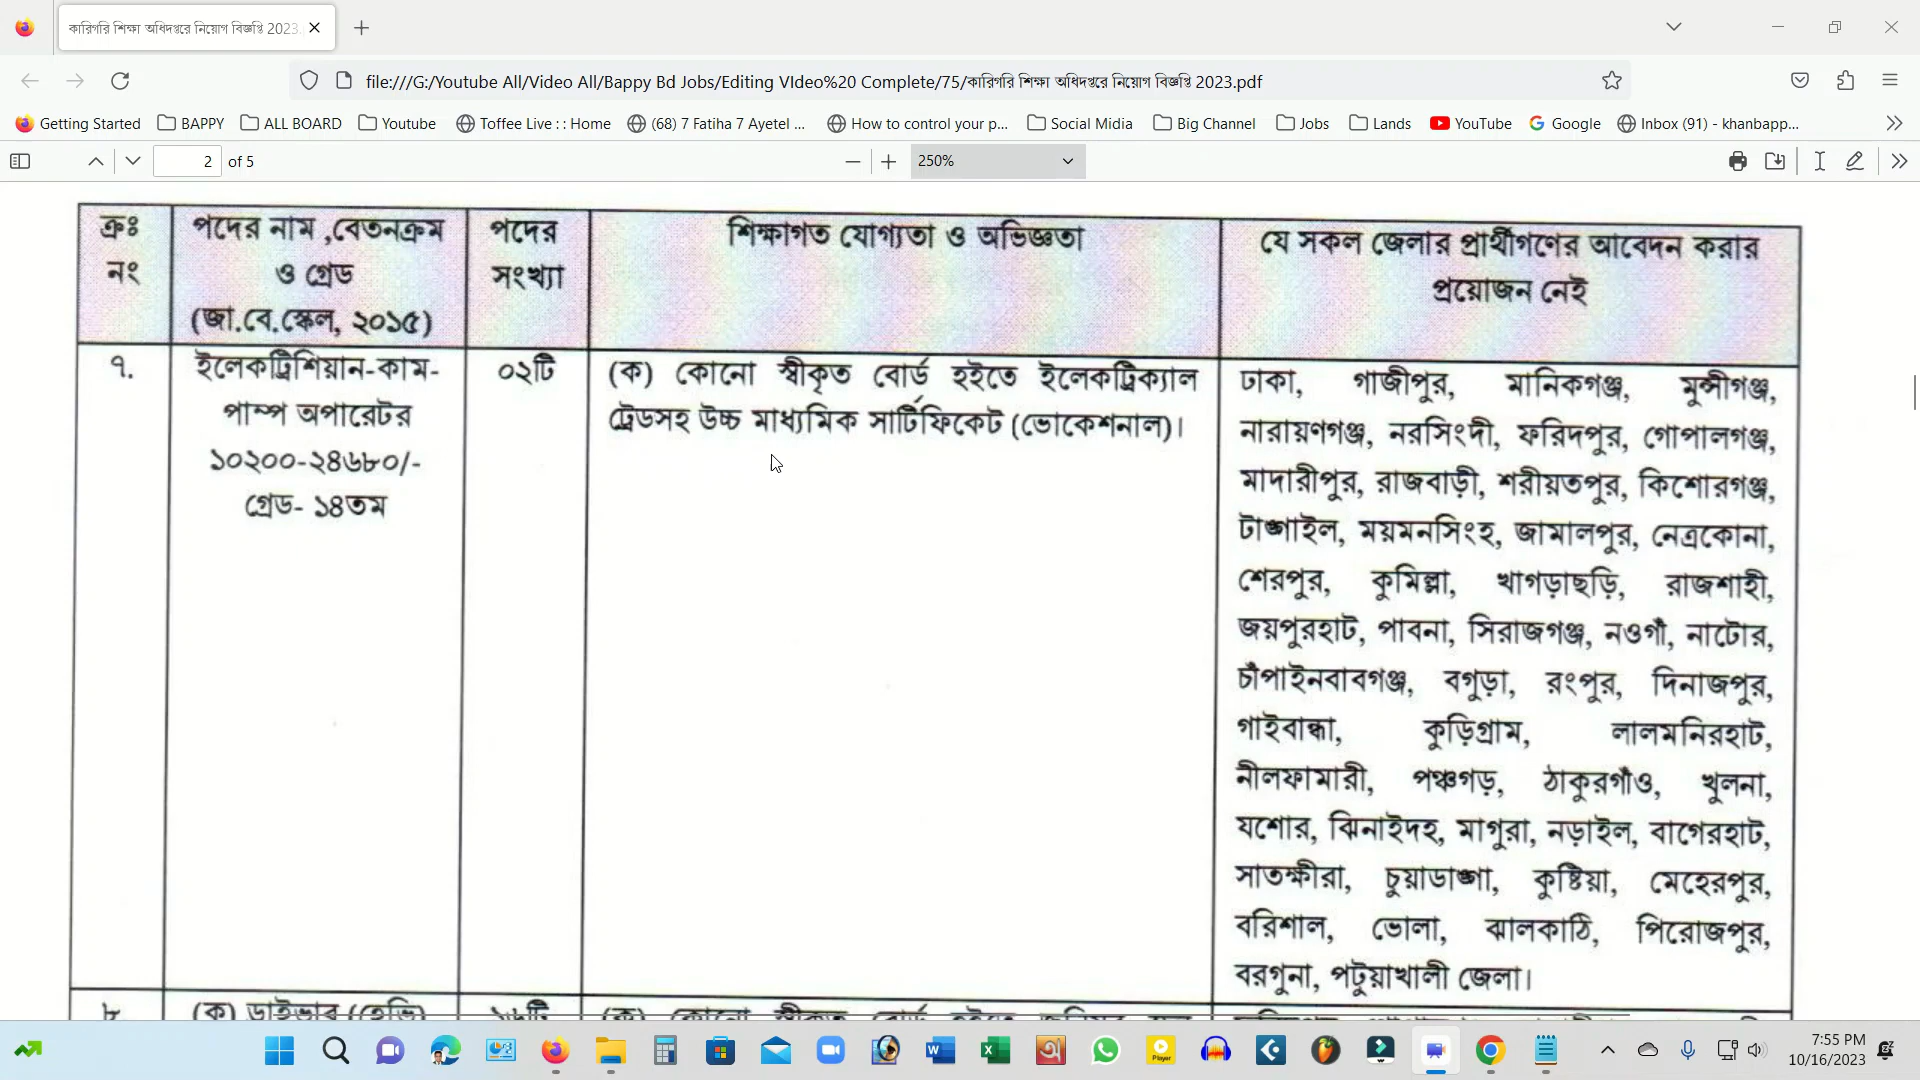 কারিগরি শিক্ষা অধিদপ্তরে নিয়োগ বিজ্ঞপ্তি 2023
file:///G:/Youtube All/Video All/Bappy Bd Jobs/Editing VIdeo%20 Complete/75/কারিগরি শিক্ষা অধিদপ্তরে নিয়োগ বিজ্ঞপ্তি 2023.pdf
Getting Started BAPPY ALL BOARD Youtube Toffee Live : : Home (68) 7 Fatiha 7 Ayetel ... How to control your p... Social Midia Big Channel Jobs Lands YouTube Google Inbox (91) - khanbapp...
2 of 5 250%
ক্রঃ নং
পদের নাম ,বেতনক্রম ও গ্রেড (জা.বে.স্কেল, ২০১৫)
পদের সংখ্যা
শিক্ষাগত যোগ্যতা ও অভিজ্ঞতা
যে সকল জেলার প্রার্থীগণের আবেদন করার প্রয়োজন নেই
৭.
ইলেকট্রিশিয়ান-কাম-
পাম্প অপারেটর
১০২০০-২৪৬৮০/-
গ্রেড- ১৪তম
০২টি
(ক) কোনো স্বীকৃত বোর্ড হইতে ইলেকট্রিক্যাল
ট্রেডসহ উচ্চ মাধ্যমিক সার্টিফিকেট (ভোকেশনাল)।
ঢাকা, গাজীপুর, মানিকগঞ্জ, মুন্সীগঞ্জ,
নারায়ণগঞ্জ, নরসিংদী, ফরিদপুর, গোপালগঞ্জ,
মাদারীপুর, রাজবাড়ী, শরীয়তপুর, কিশোরগঞ্জ,
টাঙ্গাইল, ময়মনসিংহ, জামালপুর, নেত্রকোনা,
শেরপুর, কুমিল্লা, খাগড়াছড়ি, রাজশাহী,
জয়পুরহাট, পাবনা, সিরাজগঞ্জ, নওগাঁ, নাটোর,
চাঁপাইনবাবগঞ্জ, বগুড়া, রংপুর, দিনাজপুর,
গাইবান্ধা, কুড়িগ্রাম, লালমনিরহাট,
নীলফামারী, পঞ্চগড়, ঠাকুরগাঁও, খুলনা,
যশোর, ঝিনাইদহ, মাগুরা, নড়াইল, বাগেরহাট,
সাতক্ষীরা, চুয়াডাঙ্গা, কুষ্টিয়া, মেহেরপুর,
বরিশাল, ভোলা, ঝালকাঠি, পিরোজপুর,
বরগুনা, পটুয়াখালী জেলা।
৮ (ক) ড্রাইভার (হেভি) ১৬টি (ক) কোনো স্বীকৃত বোর্ড হইতে
Player
7:55 PM
10/16/2023